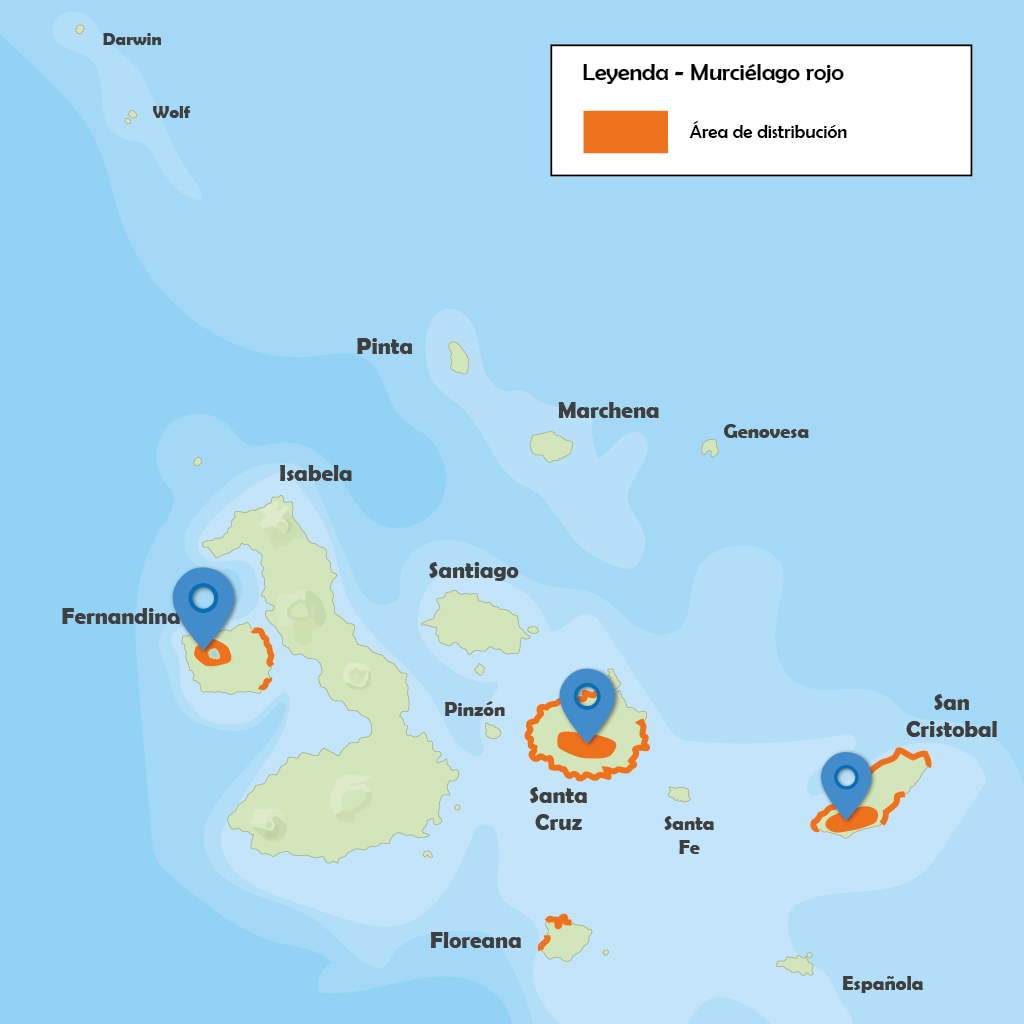 Darwin
Wolf
Leyenda - Murciélago rojo
Área de distribución
Pinta
Marchena
Genovesa
Isabela
Santiago
Fernandina
Pinzón
San
Cristobal
Santa
Cruz
Santa
Fe
Floreana
Española